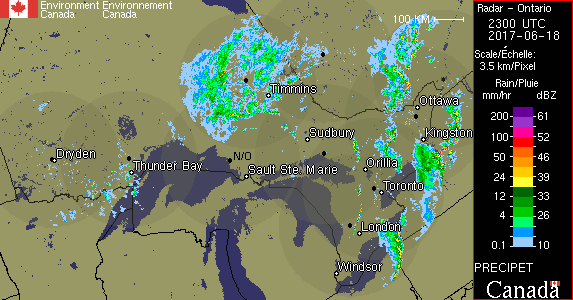 Environment Environnement
Canada Canada
100 KM
Timmins
Ottawa
Sudbury
Kingston
Dryden
Thunder Bay
N/O
Sault Ste. Marie
Orillia
Toronto
London
Windsor
Radar - Ontario
2300 UTC
2017-06-18
Scale/Échelle:
3.5 km/Pixel
Rain/Pluie
mm/hr dBZ
200 61
100 52
50 46
24 39
12 33
4 26
0.1 10
PRECIPET
Canada